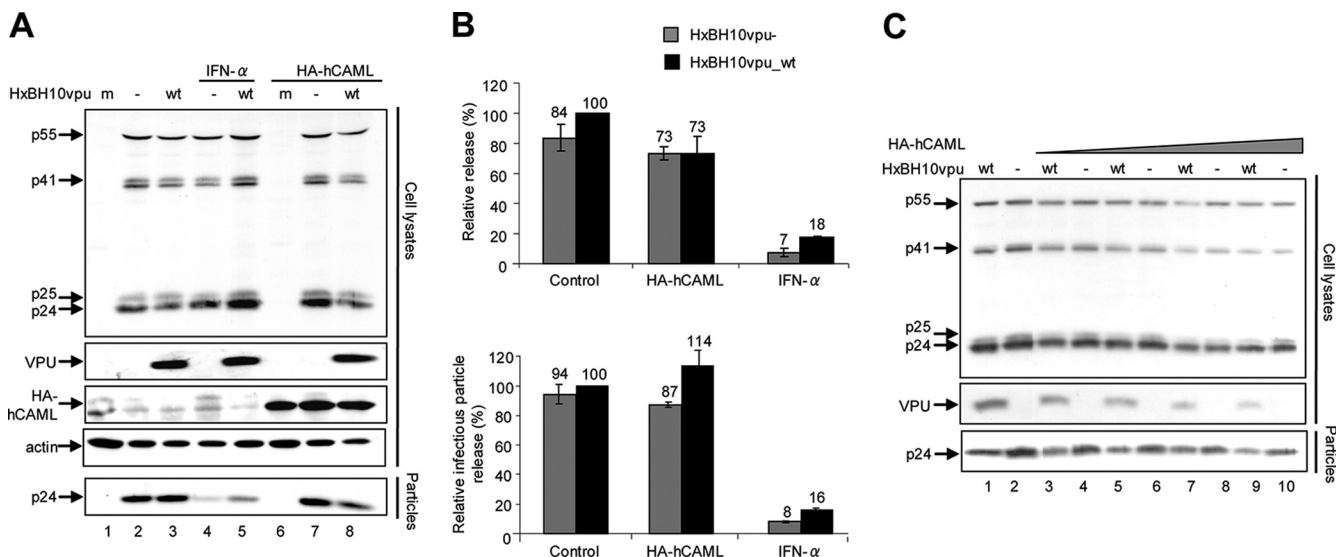 A
IFN-α HA-hCAML
HxBH10vpu m - wt - wt m - wt
p55
p41
p25
p24
VPU
HA-
hCAML
actin
p24
Cell lysates
Particles
1 2 3 4 5 6 7 8
B
HxBH10vpu-
HxBH10vpu_wt
Relative release (%)
120
100
80
60
40
20
0
84 100
73 73
7 18
Control HA-hCAML IFN-α
Relative infectious particle
release (%)
120
100
80
60
40
20
0
94 100
87 114
8 16
Control HA-hCAML IFN-α
C
HA-hCAML
HxBH10vpu wt - wt - wt - wt - wt -
p55
p41
p25
p24
VPU
p24
Cell lysates
Particles
1 2 3 4 5 6 7 8 9 10